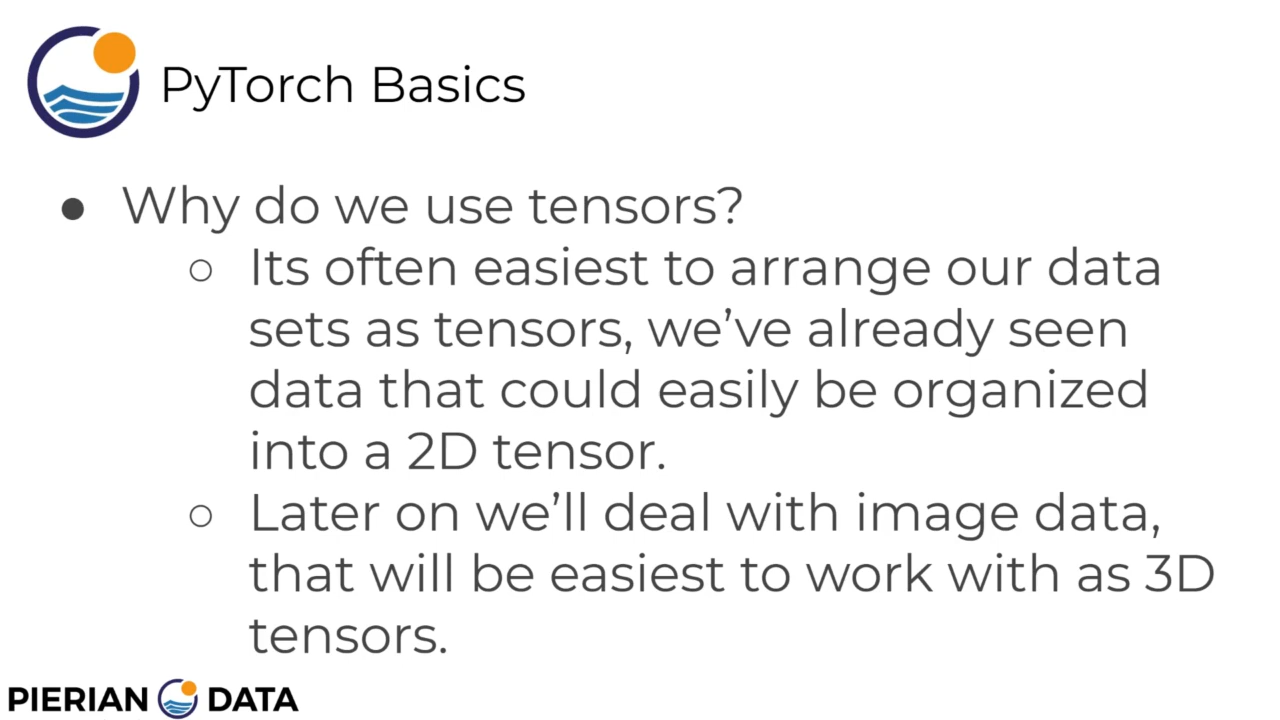 PyTorch Basics
● Why do we use tensors?
○ Its often easiest to arrange our data
sets as tensors, we’ve already seen
data that could easily be organized
into a 2D tensor.
○ Later on we’ll deal with image data,
that will be easiest to work with as 3D
tensors.
PIERIAN DATA